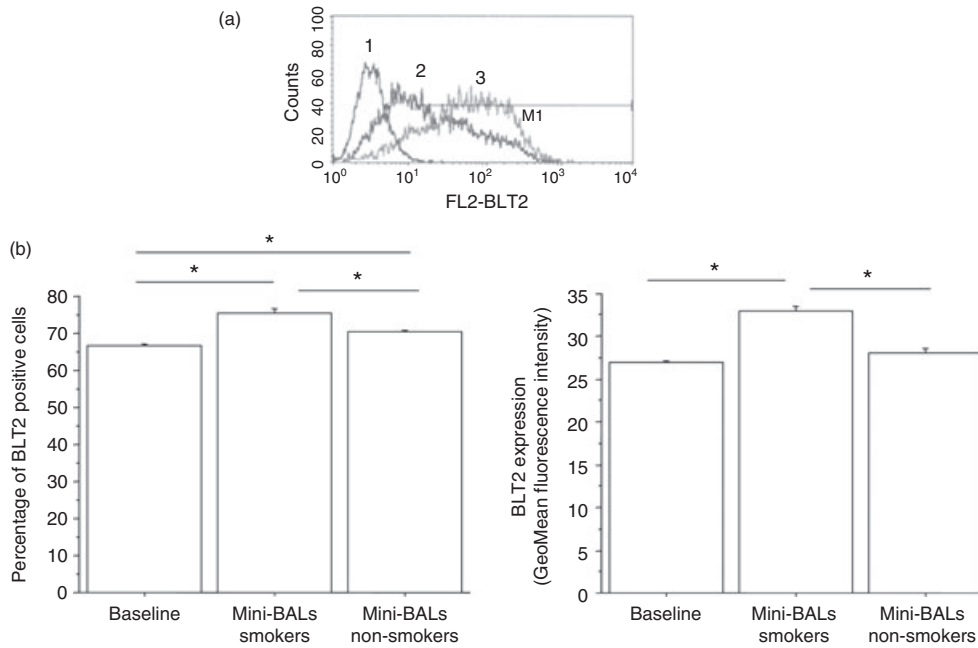 (a)
100
80
60
40
20
0
Counts
1
2
3
M1
10⁰ 10¹ 10² 10³ 10⁴
FL2-BLT2
(b)
* * *
80
70
60
50
40
30
20
10
0
Percentage of BLT2 positive cells
Baseline Mini-BALs Mini-BALs
smokers non-smokers
* *
35
30
25
20
15
10
5
0
BLT2 expression
(GeoMean fluorescence intensity)
Baseline Mini-BALs Mini-BALs
smokers non-smokers